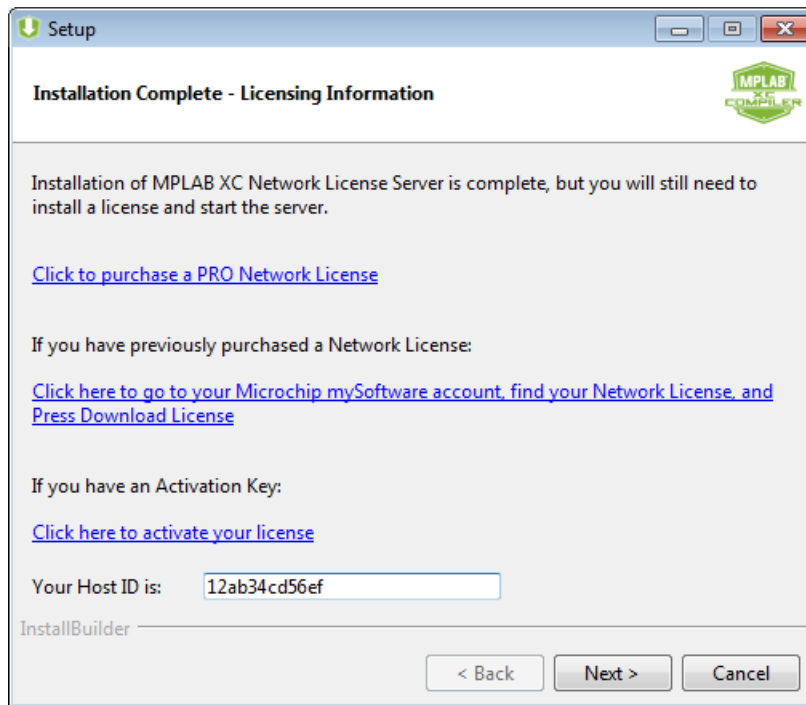 Setup
Installation Complete - Licensing Information
MPLAB
XC
COMPILER
Installation of MPLAB XC Network License Server is complete, but you will still need to
install a license and start the server.
Click to purchase a PRO Network License
If you have previously purchased a Network License:
Click here to go to your Microchip mySoftware account, find your Network License, and
Press Download License
If you have an Activation Key:
Click here to activate your license
Your Host ID is: 12ab34cd56ef
InstallBuilder
< Back Next > Cancel